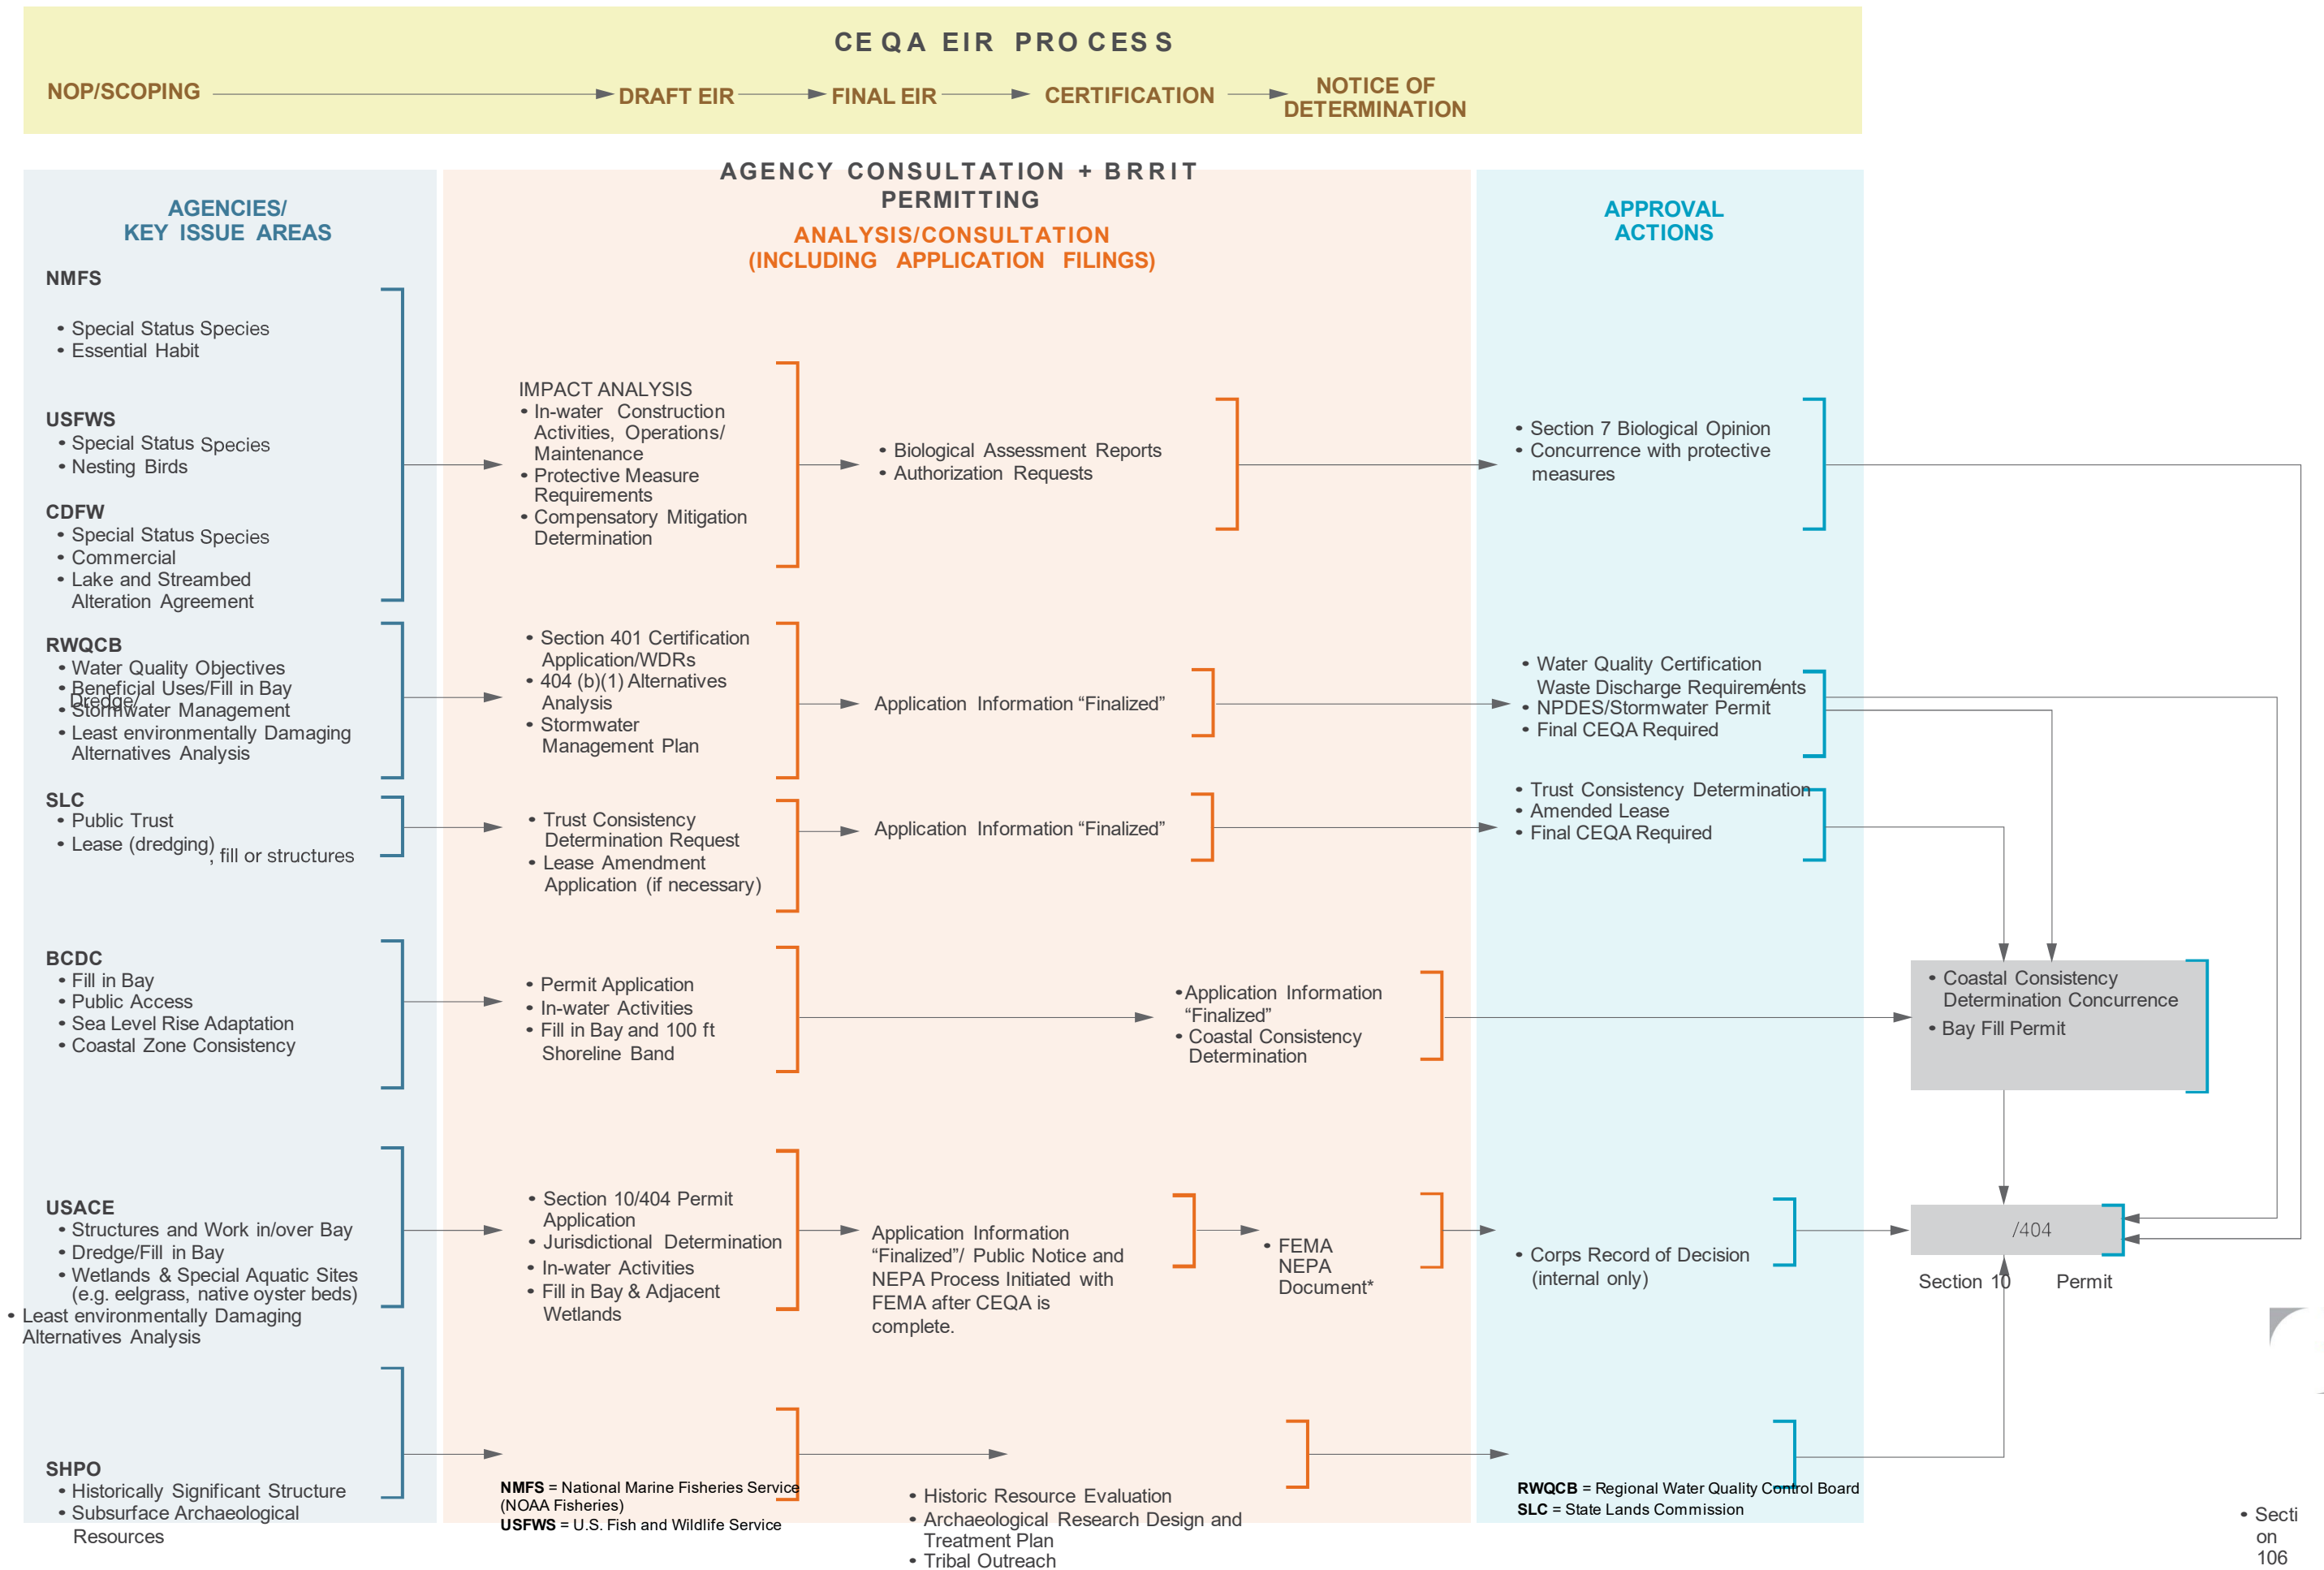 CEQA EIR PROCESS
NOP/SCOPING
DRAFT EIR
FINAL EIR
CERTIFICATION
NOTICE OF
DETERMINATION
AGENCY CONSULTATION + BRRIT
PERMITTING
AGENCIES/
KEY ISSUE AREAS
ANALYSIS/CONSULTATION
(INCLUDING APPLICATION FILINGS)
APPROVAL
ACTIONS
NMFS
• Special Status Species
• Essential Habit
USFWS
• Special Status Species
• Nesting Birds
CDFW
• Special Status Species
• Commercial
• Lake and Streambed
Alteration Agreement
IMPACT ANALYSIS
• In-water Construction
Activities, Operations/
Maintenance
• Protective Measure
Requirements
• Compensatory Mitigation
Determination
• Biological Assessment Reports
• Authorization Requests
• Section 7 Biological Opinion
• Concurrence with protective
measures
RWQCB
• Water Quality Objectives
• Beneficial Uses/Fill in Bay
Dredge/
• Stormwater Management
• Least environmentally Damaging
Alternatives Analysis
• Section 401 Certification
Application/WDRs
• 404 (b)(1) Alternatives
Analysis
• Stormwater
Management Plan
Application Information “Finalized”
• Water Quality Certification
/
Waste Discharge Requirements
• NPDES/Stormwater Permit
• Final CEQA Required
SLC
• Public Trust
• Lease (dredging)
, fill or structures
• Trust Consistency
Determination Request
• Lease Amendment
Application (if necessary)
Application Information “Finalized”
• Trust Consistency Determination
• Amended Lease
• Final CEQA Required
BCDC
• Fill in Bay
• Public Access
• Sea Level Rise Adaptation
• Coastal Zone Consistency
• Permit Application
• In-water Activities
• Fill in Bay and 100 ft
Shoreline Band
• Application Information
“Finalized”
• Coastal Consistency
Determination
• Coastal Consistency
Determination Concurrence
• Bay Fill Permit
USACE
• Structures and Work in/over Bay
• Dredge/Fill in Bay
• Wetlands & Special Aquatic Sites
(e.g. eelgrass, native oyster beds)
• Least environmentally Damaging
Alternatives Analysis
• Section 10/404 Permit
Application
• Jurisdictional Determination
• In-water Activities
• Fill in Bay & Adjacent
Wetlands
Application Information
“Finalized”/ Public Notice and
NEPA Process Initiated with
FEMA after CEQA is
complete.
• FEMA
NEPA
Document*
• Corps Record of Decision
(internal only)
/404
Section 10 Permit
SHPO
• Historically Significant Structure
• Subsurface Archaeological
Resources
NMFS = National Marine Fisheries Service
(NOAA Fisheries)
USFWS = U.S. Fish and Wildlife Service
• Historic Resource Evaluation
• Archaeological Research Design and
Treatment Plan
• Tribal Outreach
RWQCB = Regional Water Quality Control Board
SLC = State Lands Commission
• Secti
on
106